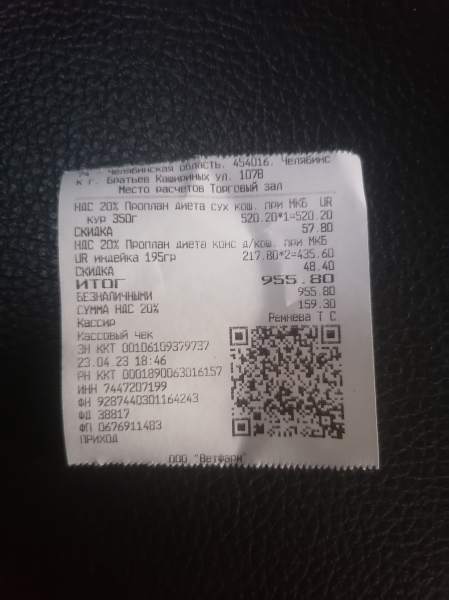 74, Челябинская область, 454016, Челябинс
к г, Братьев Кашириных ул, 107В
Место расчетов Торговый зал
НДС 20% Проплан диета сух кош. при МКБ UR
кур 350г 520.20*1=520.20
СКИДКА 57.80
НДС 20% Проплан диета конс д/кош. при МКБ
UR индейка 195гр 217.80*2=435.60
СКИДКА 48.40
ИТОГ 955.80
БЕЗНАЛИЧНЫМИ 955.80
СУММА НДС 20% 159.30
Кассир Ремнева Т С
Кассовый чек
ЗН ККТ 00106109379737
23.04.23 18:46
РН ККТ 0001890063016157
ИНН 7447207199
ФН 9287440301164243
ФД 38817
ФП 0676911483
ПРИХОД
ООО "Ветфарм"